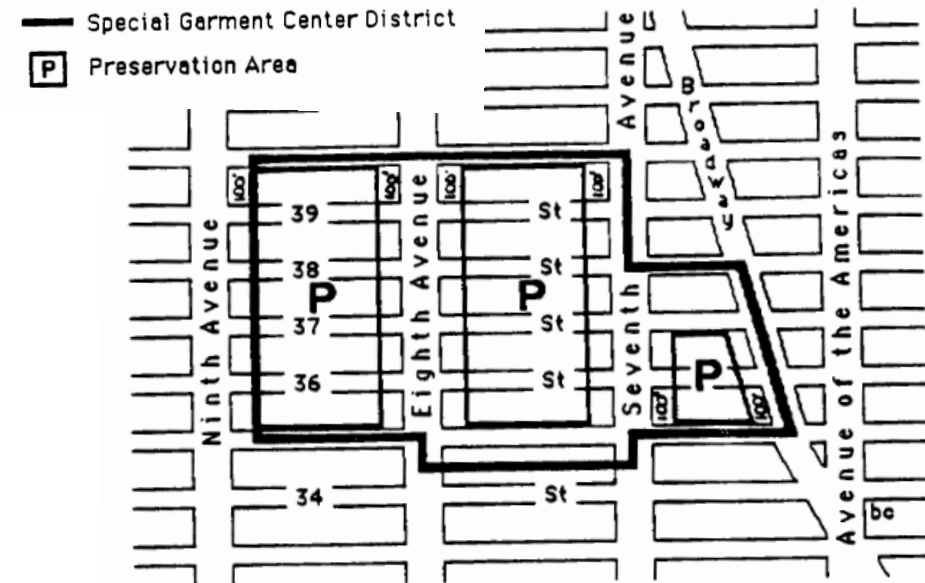 Special Garment Center District
P Preservation Area
Avenue
Broadway
100' 100' 100' 100'
39 St
38 St
P P
37 St
36 St
P
100' 100'
Ninth Avenue
Eighth Avenue
Seventh
Avenue of the Americas
34 St
bc